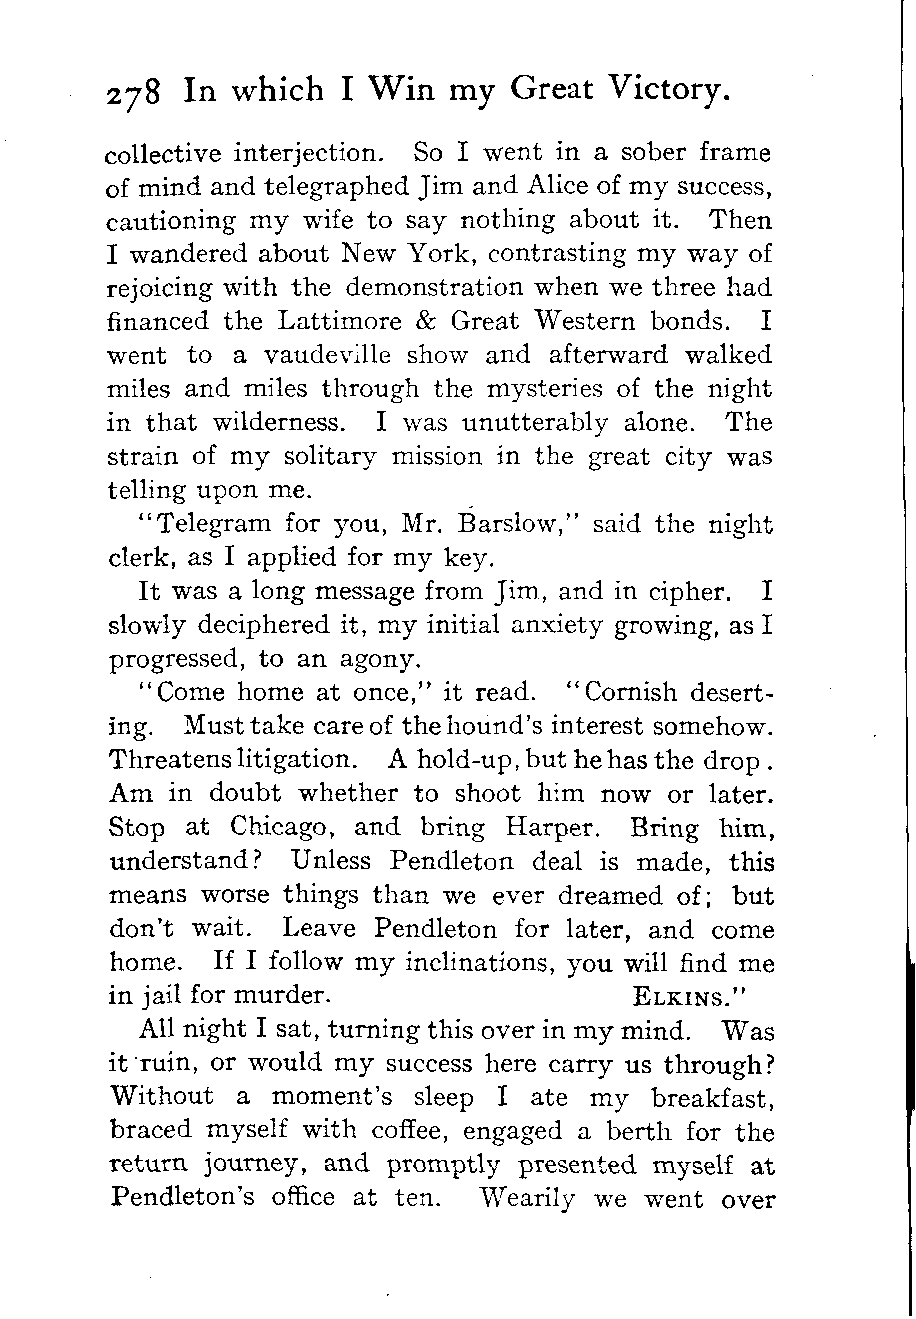 278 In which I Win my Great Victory.
collective interjection. So I went in a sober frame
of mind and telegraphed Jim and Alice of my success,
cautioning my wife to say nothing about it. Then
I wandered about New York, contrasting my way of
rejoicing with the demonstration when we three had
financed the Lattimore & Great Western bonds. I
went to a vaudeville show and afterward walked
miles and miles through the mysteries of the night
in that wilderness. I was unutterably alone. The
strain of my solitary mission in the great city was
telling upon me.
"Telegram for you, Mr. Barslow," said the night
clerk, as I applied for my key.
It was a long message from Jim, and in cipher. I
slowly deciphered it, my initial anxiety growing, as I
progressed, to an agony.
"Come home at once," it read. "Cornish desert-
ing. Must take care of the hound's interest somehow.
Threatens litigation. A hold-up, but he has the drop.
Am in doubt whether to shoot him now or later.
Stop at Chicago, and bring Harper. Bring him,
understand? Unless Pendleton deal is made, this
means worse things than we ever dreamed of; but
don't wait. Leave Pendleton for later, and come
home. If I follow my inclinations, you will find me
in jail for murder. ELKINS."
All night I sat, turning this over in my mind. Was
it ruin, or would my success here carry us through?
Without a moment's sleep I ate my breakfast,
braced myself with coffee, engaged a berth for the
return journey, and promptly presented myself at
Pendleton's office at ten. Wearily we went over